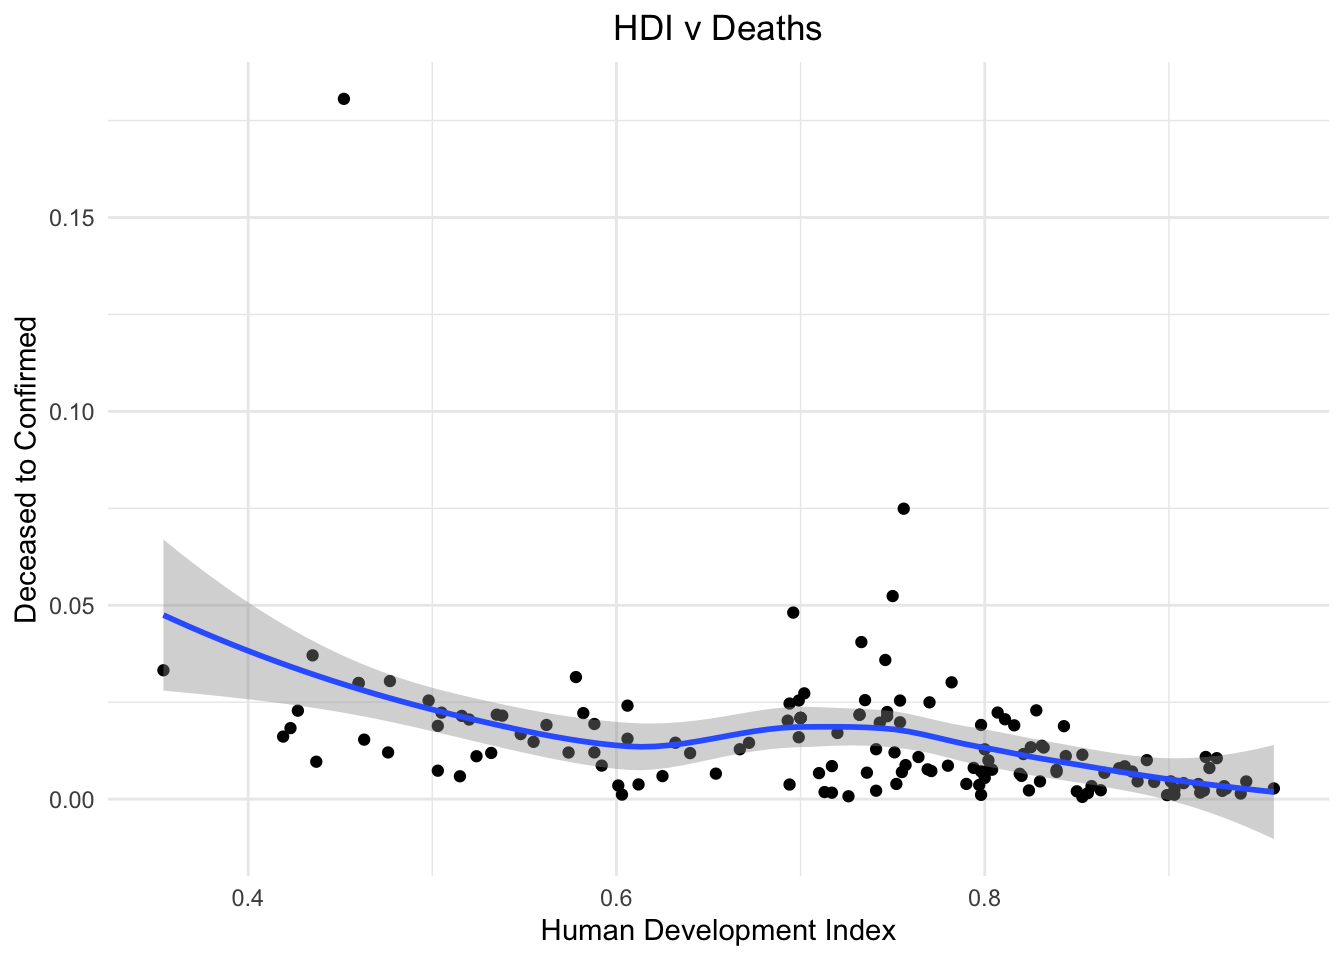 HDI v Deaths
Deceased to Confirmed
0.15
0.10
0.05
0.00
0.4 0.6 0.8
Human Development Index